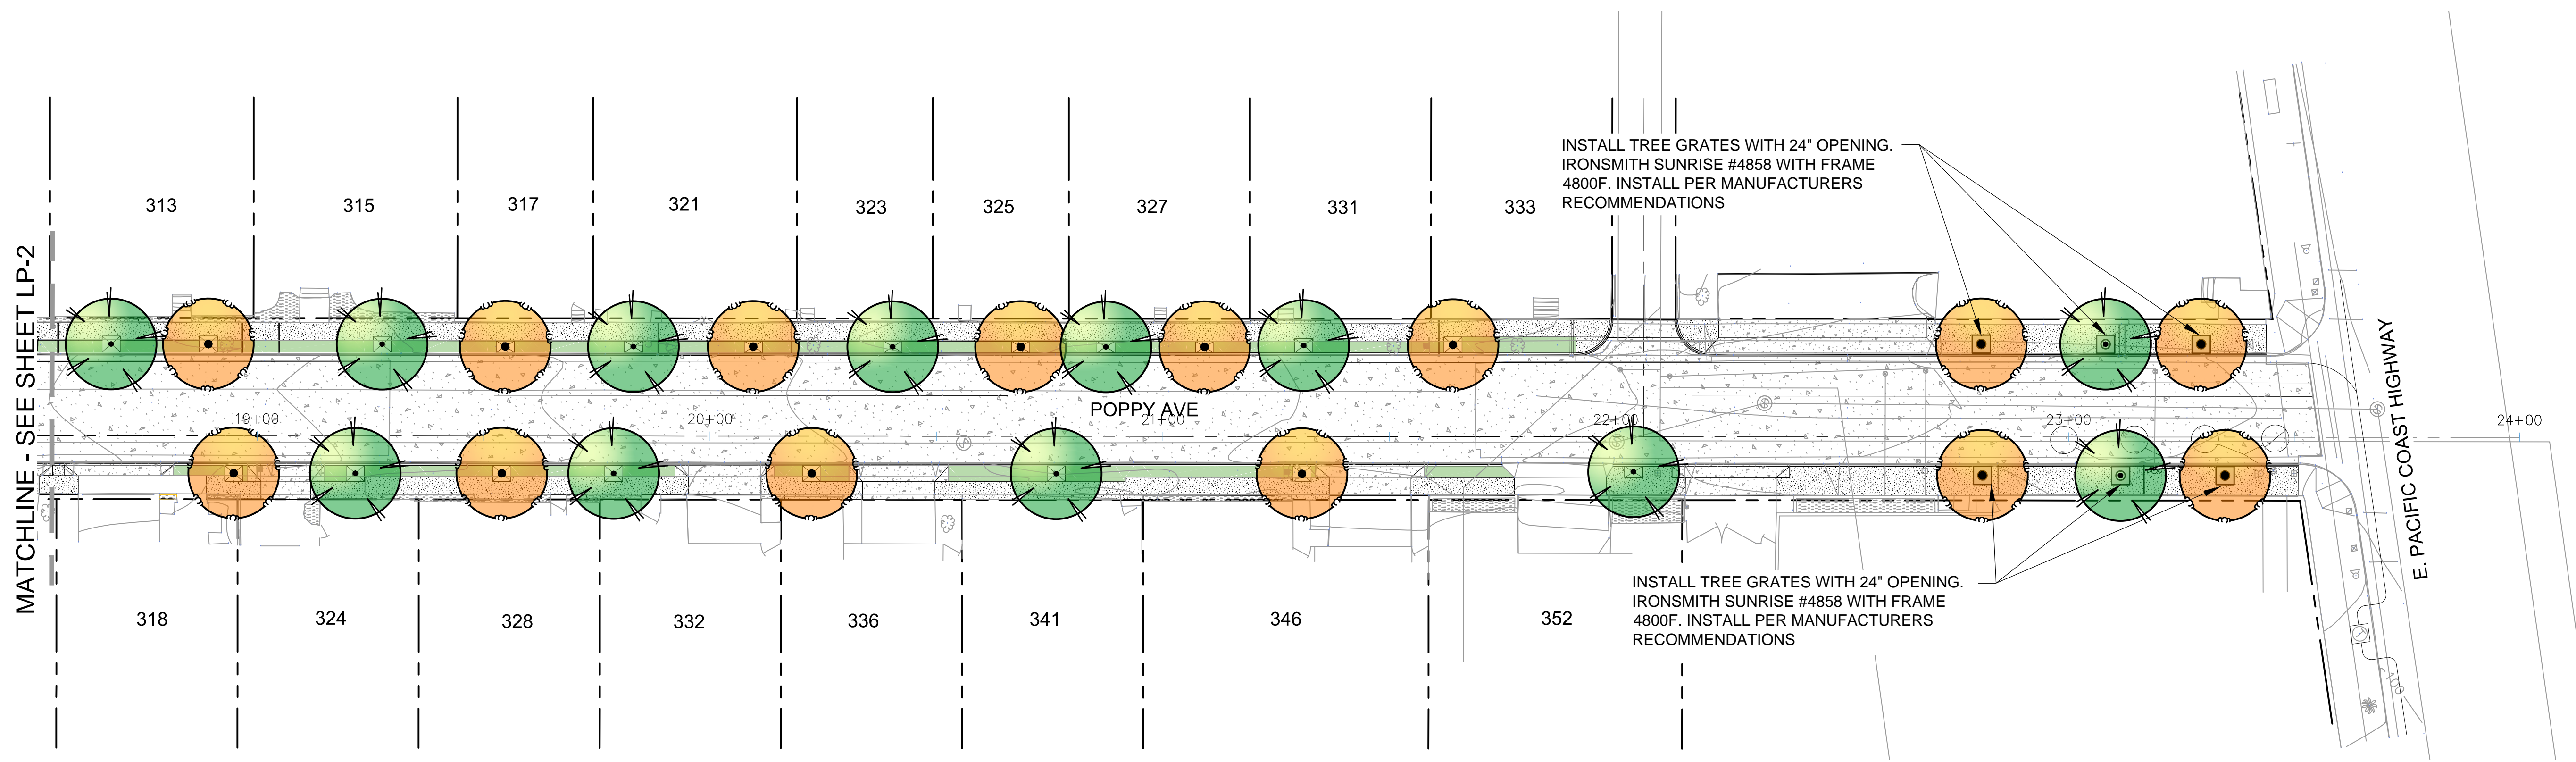 MATCHLINE - SEE SHEET LP-2
313
315
317
321
323
325
327
331
333
INSTALL TREE GRATES WITH 24" OPENING.
IRONSMITH SUNRISE #4858 WITH FRAME
4800F. INSTALL PER MANUFACTURERS
RECOMMENDATIONS
POPPY AVE
19+00
20+00
21+00
22+00
23+00
24+00
E. PACIFIC COAST HIGHWAY
INSTALL TREE GRATES WITH 24" OPENING.
IRONSMITH SUNRISE #4858 WITH FRAME
4800F. INSTALL PER MANUFACTURERS
RECOMMENDATIONS
318
324
328
332
336
341
346
352
100